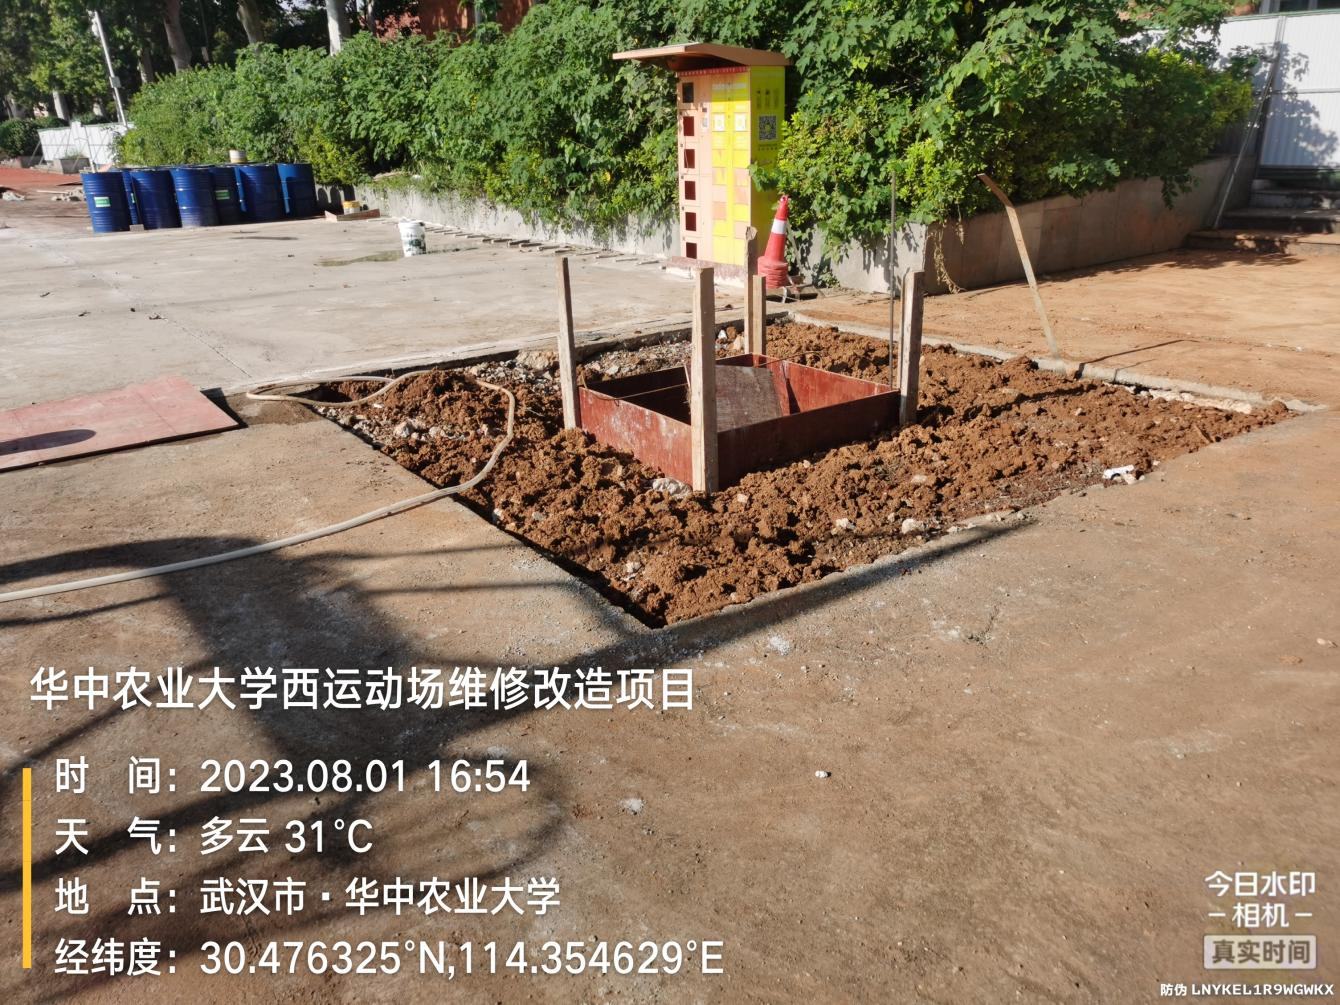 华中农业大学西运动场维修改造项目
时 间：2023.08.01 16:54
天 气：多云 31°C
地 点：武汉市·华中农业大学
经纬度：30.476325°N,114.354629°E
今日水印
-相机-
真实时间
防伪 LNYKEL1R9WGWKX